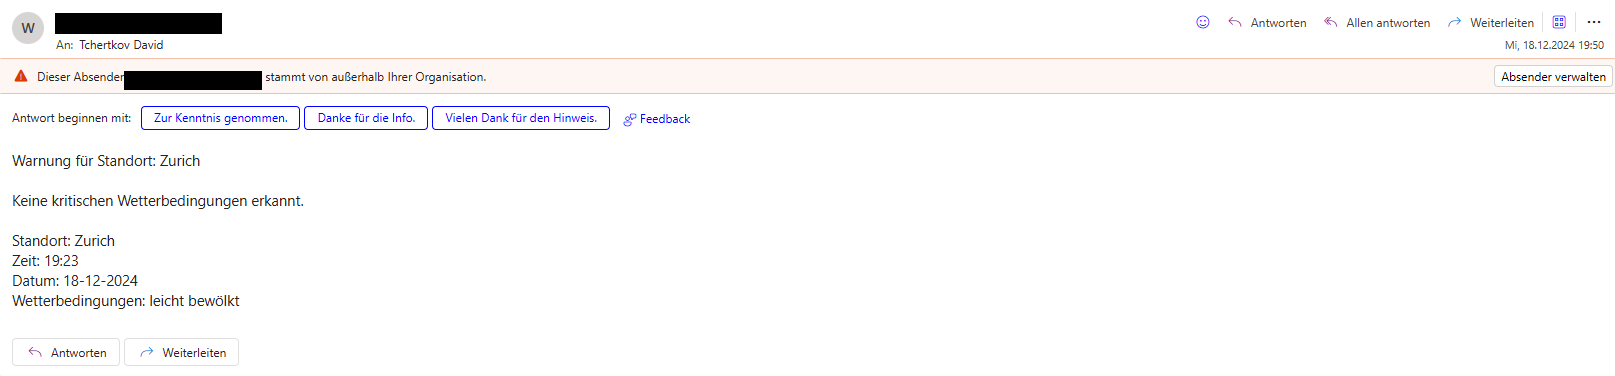 W
Antworten
Allen antworten
Weiterleiten
An: Tchertkov David
Mi, 18.12.2024 19:50
Dieser Absender stammt von außerhalb Ihrer Organisation.
Absender verwalten
Antwort beginnen mit:
Zur Kenntnis genommen.
Danke für die Info.
Vielen Dank für den Hinweis.
Feedback
Warnung für Standort: Zurich
Keine kritischen Wetterbedingungen erkannt.
Standort: Zurich
Zeit: 19:23
Datum: 18-12-2024
Wetterbedingungen: leicht bewölkt
Antworten
Weiterleiten